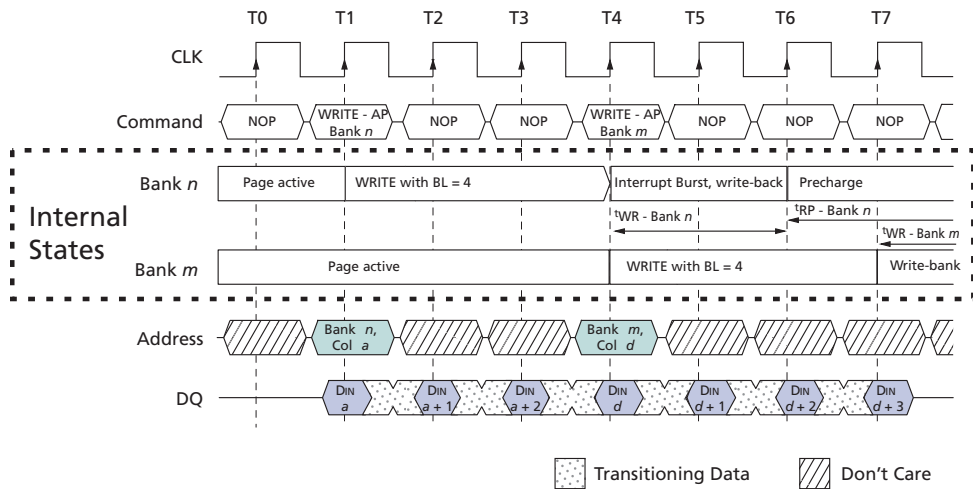 T0 T1 T2 T3 T4 T5 T6 T7
CLK
Command NOP WRITE - AP Bank n NOP NOP WRITE - AP Bank m NOP NOP NOP
Internal States
Bank n Page active WRITE with BL = 4 Interrupt Burst, write-back Precharge
tWR - Bank n tRP - Bank n
tWR - Bank m
Bank m Page active WRITE with BL = 4 Write-bank
Address Bank n, Col a Bank m, Col d
DQ DIN a DIN a + 1 DIN a + 2 DIN d DIN d + 1 DIN d + 2 DIN d + 3
Transitioning Data Don't Care